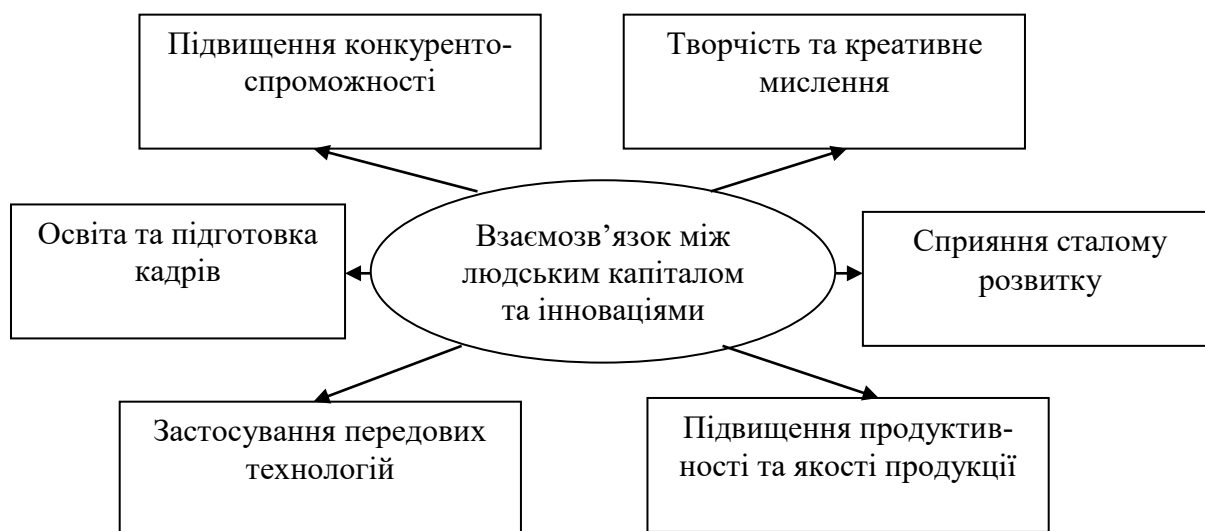 Підвищення конкуренто-
спроможності
Творчість та креативне
мислення
Освіта та підготовка
кадрів
Взаємозв’язок між
людським капіталом
та інноваціями
Сприяння сталому
розвитку
Застосування передових
технологій
Підвищення продуктив-
ності та якості продукції